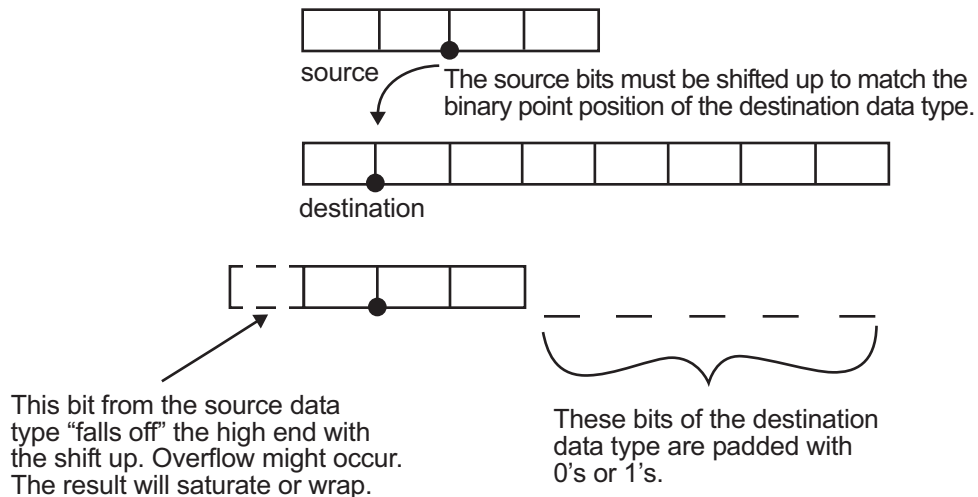 source
The source bits must be shifted up to match the
binary point position of the destination data type.
destination
This bit from the source data
type “falls off” the high end with
the shift up. Overflow might occur.
The result will saturate or wrap.
These bits of the destination
data type are padded with
0's or 1's.